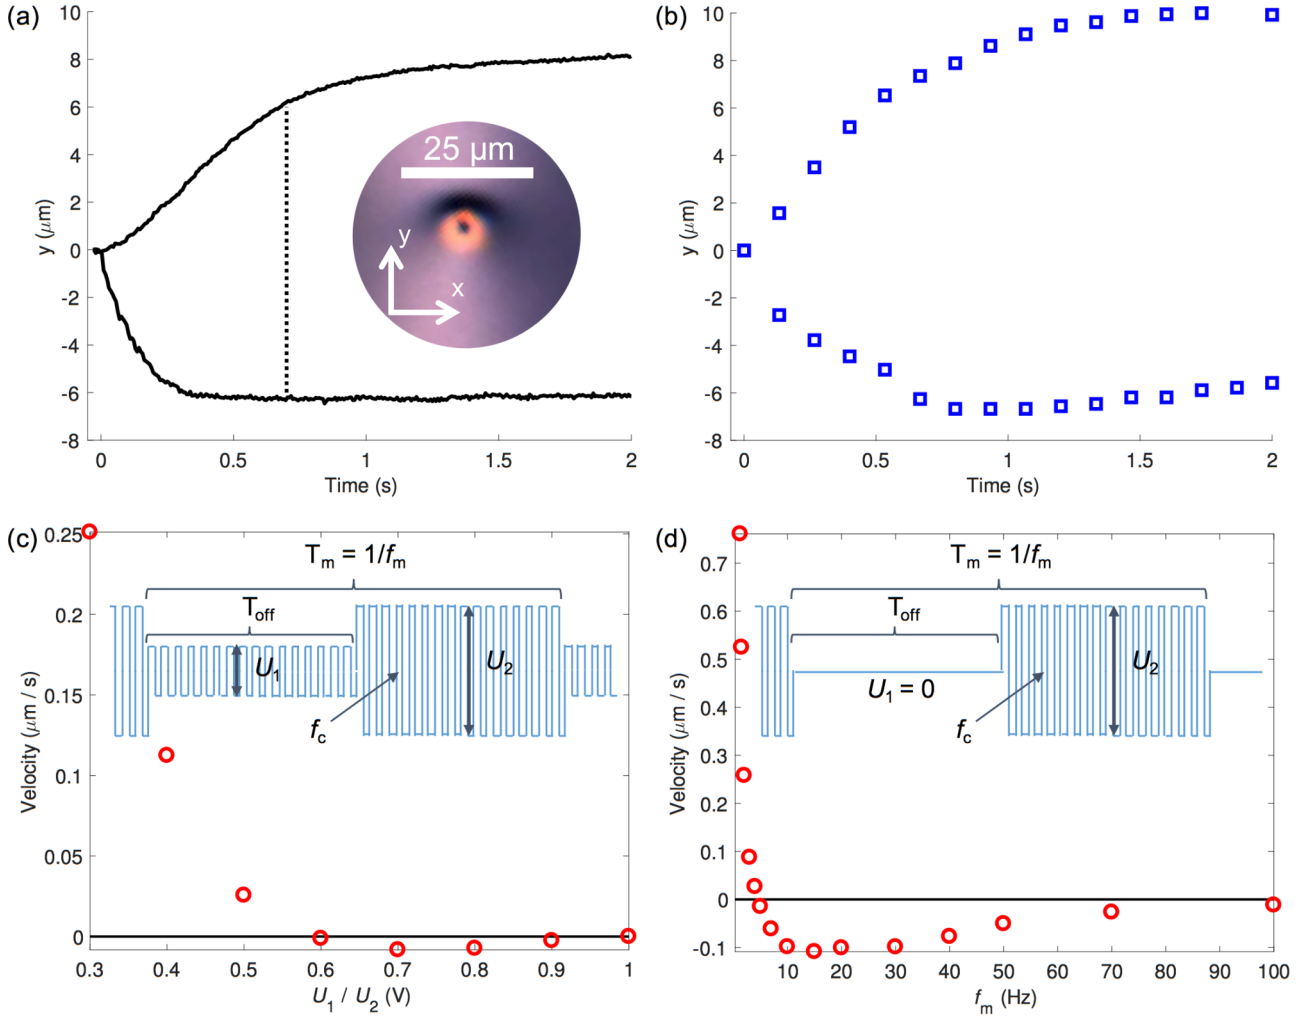 (a)
10
8
6
4
2
0
-2
-4
-6
-8
y (μm)
0
0.5
1
1.5
2
Time (s)
25 μm
y
x
(b)
10
8
6
4
2
0
-2
-4
-6
-8
y (μm)
0
0.5
1
1.5
2
Time (s)
(c)
0.25
0.2
0.15
0.1
0.05
0
Velocity (μm / s)
Tm = 1/fm
Toff
U1
U2
fc
0.3
0.4
0.5
0.6
0.7
0.8
0.9
1
U1 / U2 (V)
(d)
0.7
0.6
0.5
0.4
0.3
0.2
0.1
0
-0.1
Velocity (μm / s)
Tm = 1/fm
Toff
U1 = 0
U2
fc
10
20
30
40
50
60
70
80
90
100
fm (Hz)